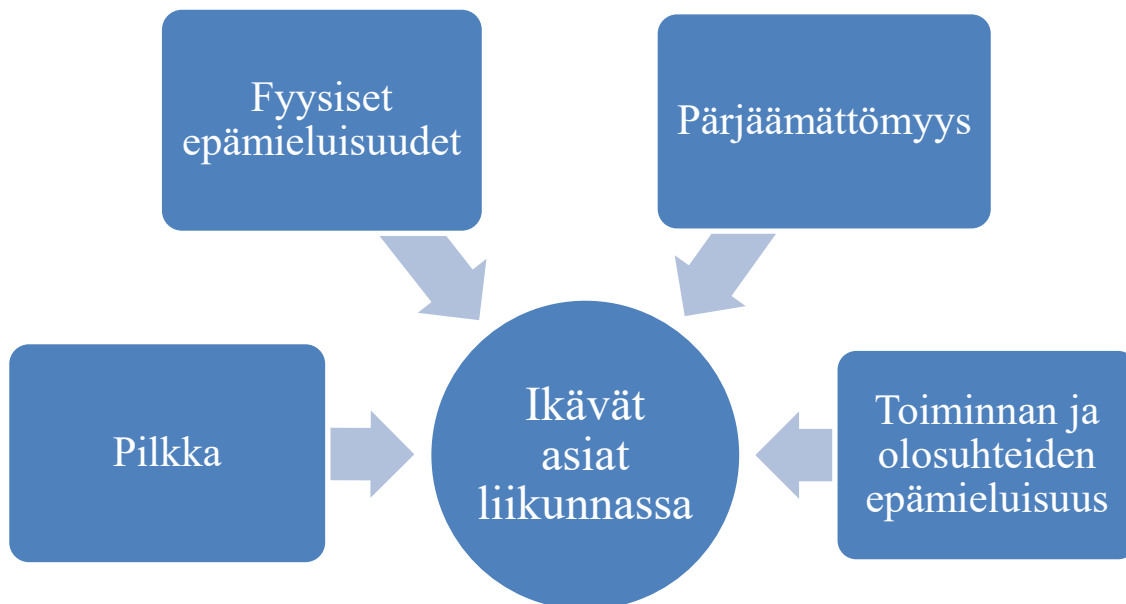 Fyysiset
epämieluisuudet
Pärjäämättömyys
Pilkka
Ikävät
asiat
liikunnassa
Toiminnan ja
olosuhteiden
epämieluisuus